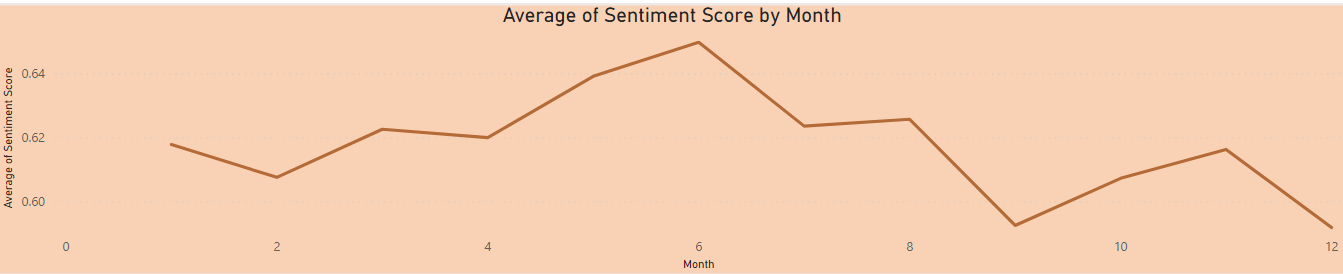 Average of Sentiment Score by Month
Average of Sentiment Score
0.64
0.62
0.60
0 2 4 6 8 10 12
Month